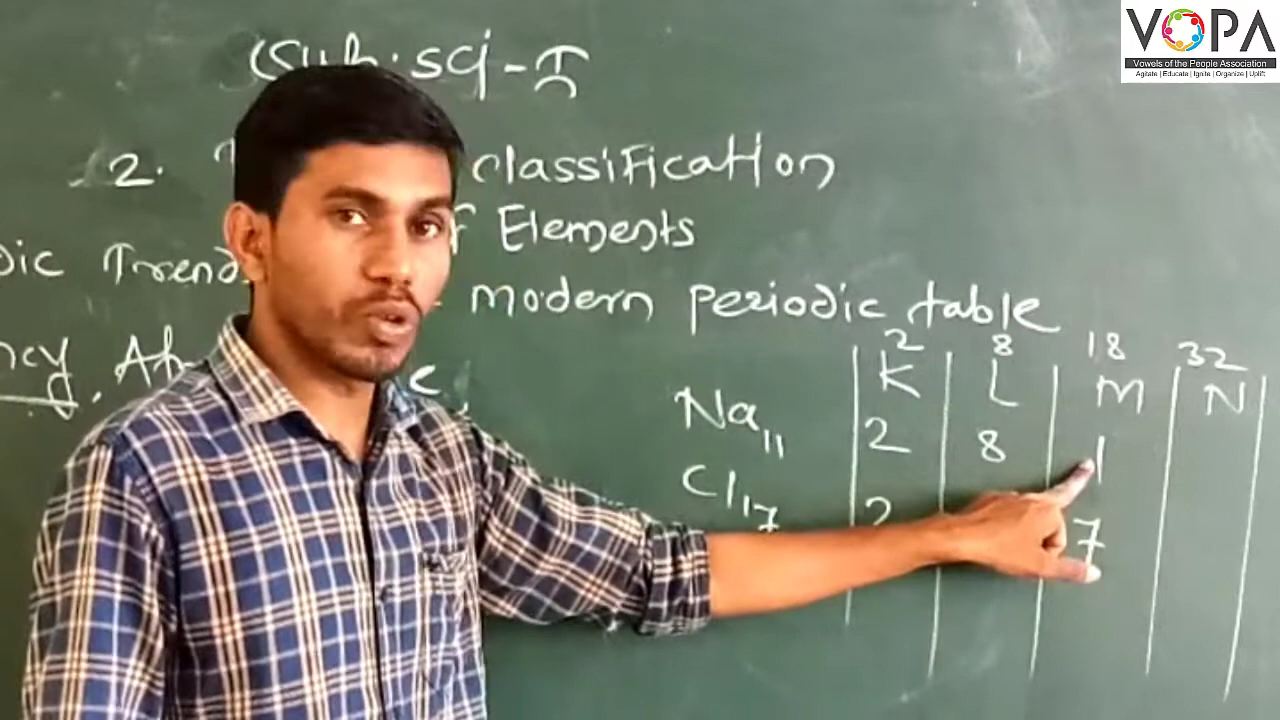 VOPA
Vowels of the People Association
Agitate | Educate | Ignite | Organize | Uplift
Sub. sci - I
2. classification
of Elements
dic Trend modern periodic table
ncy, At
2 8 18 32
K L M N
Na11 2 8 1
Cl17 2 7